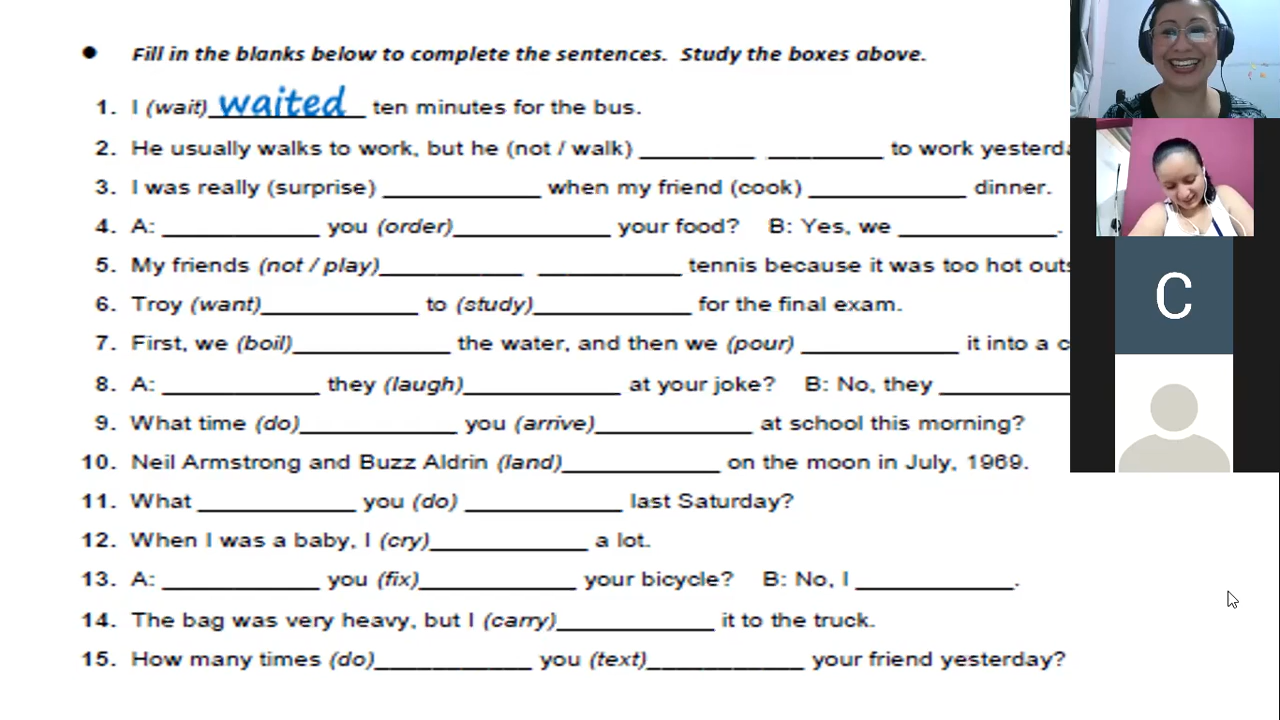 ● Fill in the blanks below to complete the sentences. Study the boxes above.
1. I (wait) waited ten minutes for the bus.
2. He usually walks to work, but he (not / walk) __________ __________ to work yesterda
3. I was really (surprise) ______________ when my friend (cook) ______________ dinner.
4. A: ______________ you (order)______________ your food? B: Yes, we ______________.
5. My friends (not / play)_____________ _____________ tennis because it was too hot outs
6. Troy (want)______________ to (study)______________ for the final exam.
7. First, we (boil)______________ the water, and then we (pour) ______________ it into a c
8. A: ______________ they (laugh)______________ at your joke? B: No, they ____________
9. What time (do)______________ you (arrive)______________ at school this morning?
10. Neil Armstrong and Buzz Aldrin (land)______________ on the moon in July, 1969.
11. What ______________ you (do) ______________ last Saturday?
12. When I was a baby, I (cry)______________ a lot.
13. A: ______________ you (fix)______________ your bicycle? B: No, I ______________.
14. The bag was very heavy, but I (carry)______________ it to the truck.
15. How many times (do)______________ you (text)______________ your friend yesterday?
C